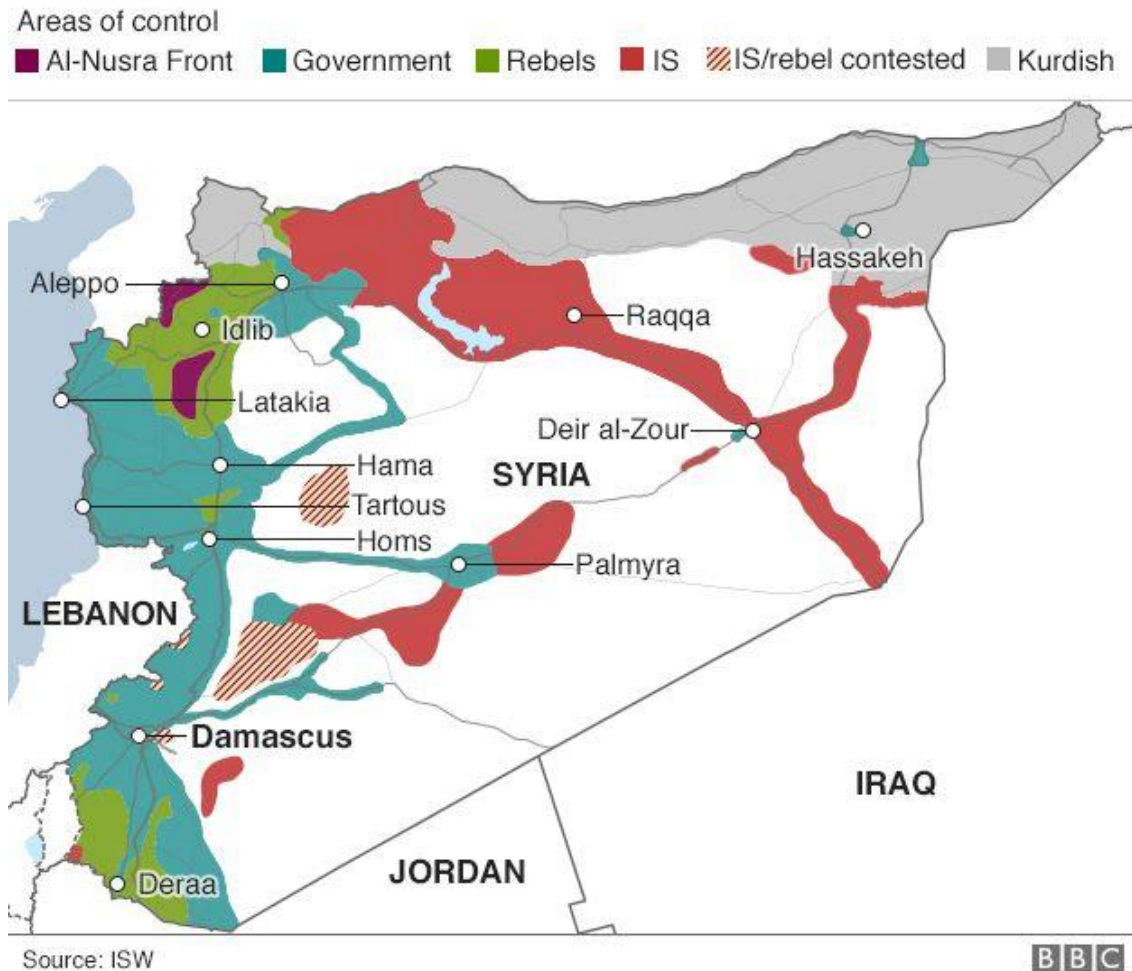 Areas of control
Al-Nusra Front Government Rebels IS IS/rebel contested Kurdish
Aleppo
Hassakeh
Idlib
Raqqa
Latakia
Deir al-Zour
Hama
SYRIA
Tartous
Homs
Palmyra
LEBANON
Damascus
IRAQ
JORDAN
Deraa
Source: ISW
BBC